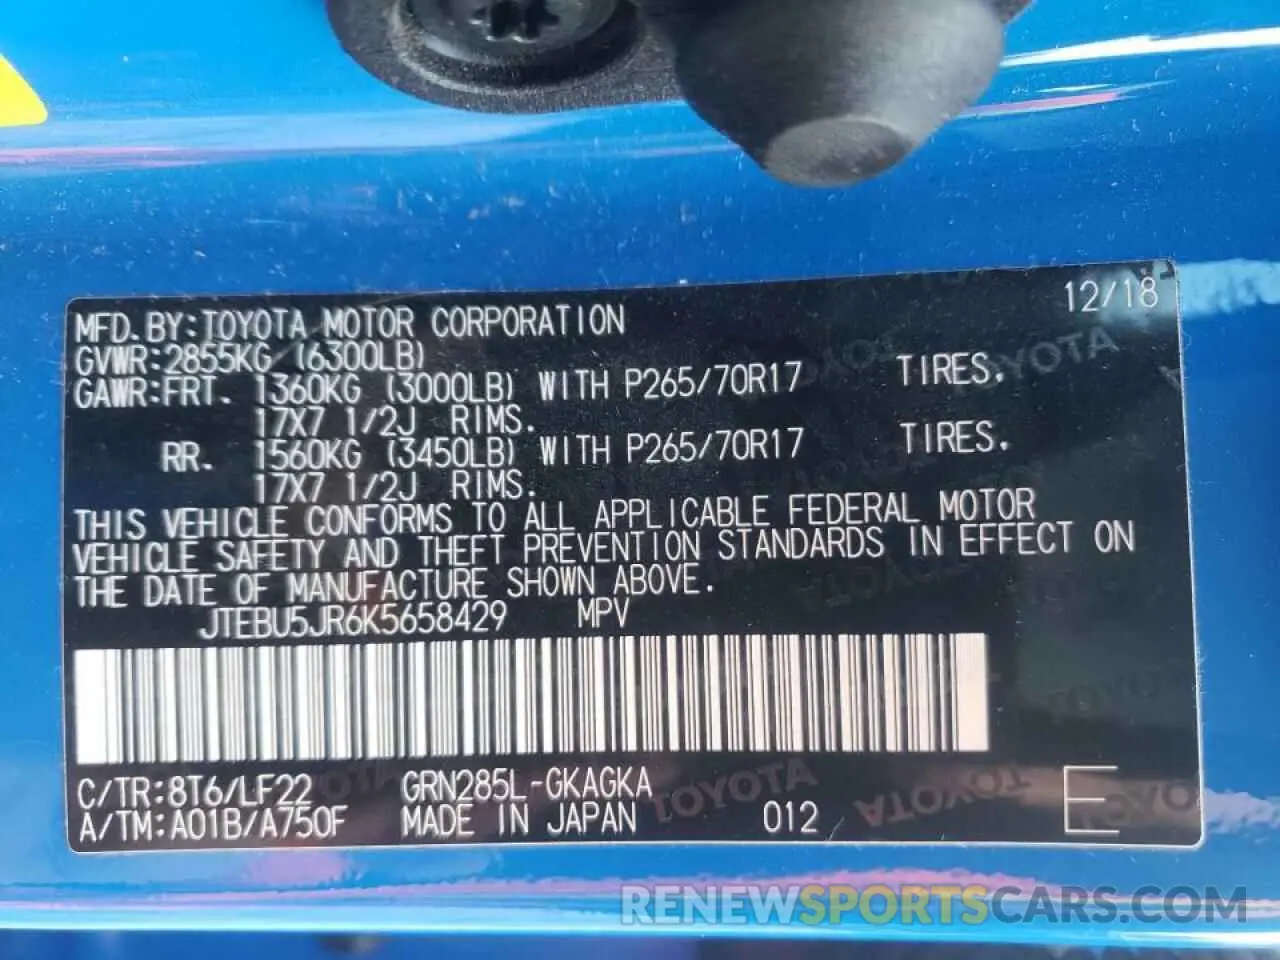 12/18
MFD.BY:TOYOTA MOTOR CORPORATION
GVWR:2855KG (6300LB)
GAWR:FRT. 1360KG (3000LB) WITH P265/70R17 TIRES.
17X7 1/2J RIMS.
RR. 1560KG (3450LB) WITH P265/70R17 TIRES.
17X7 1/2J RIMS.
THIS VEHICLE CONFORMS TO ALL APPLICABLE FEDERAL MOTOR
VEHICLE SAFETY AND THEFT PREVENTION STANDARDS IN EFFECT ON
THE DATE OF MANUFACTURE SHOWN ABOVE.
JTEBU5JR6K5658429 MPV
C/TR:8T6/LF22 GRN285L-GKAGKA
A/TM:A01B/A750F MADE IN JAPAN 012 E
TOYOTA
TOYOTA
TOYOTA
RENEWSPORTSCARS.COM